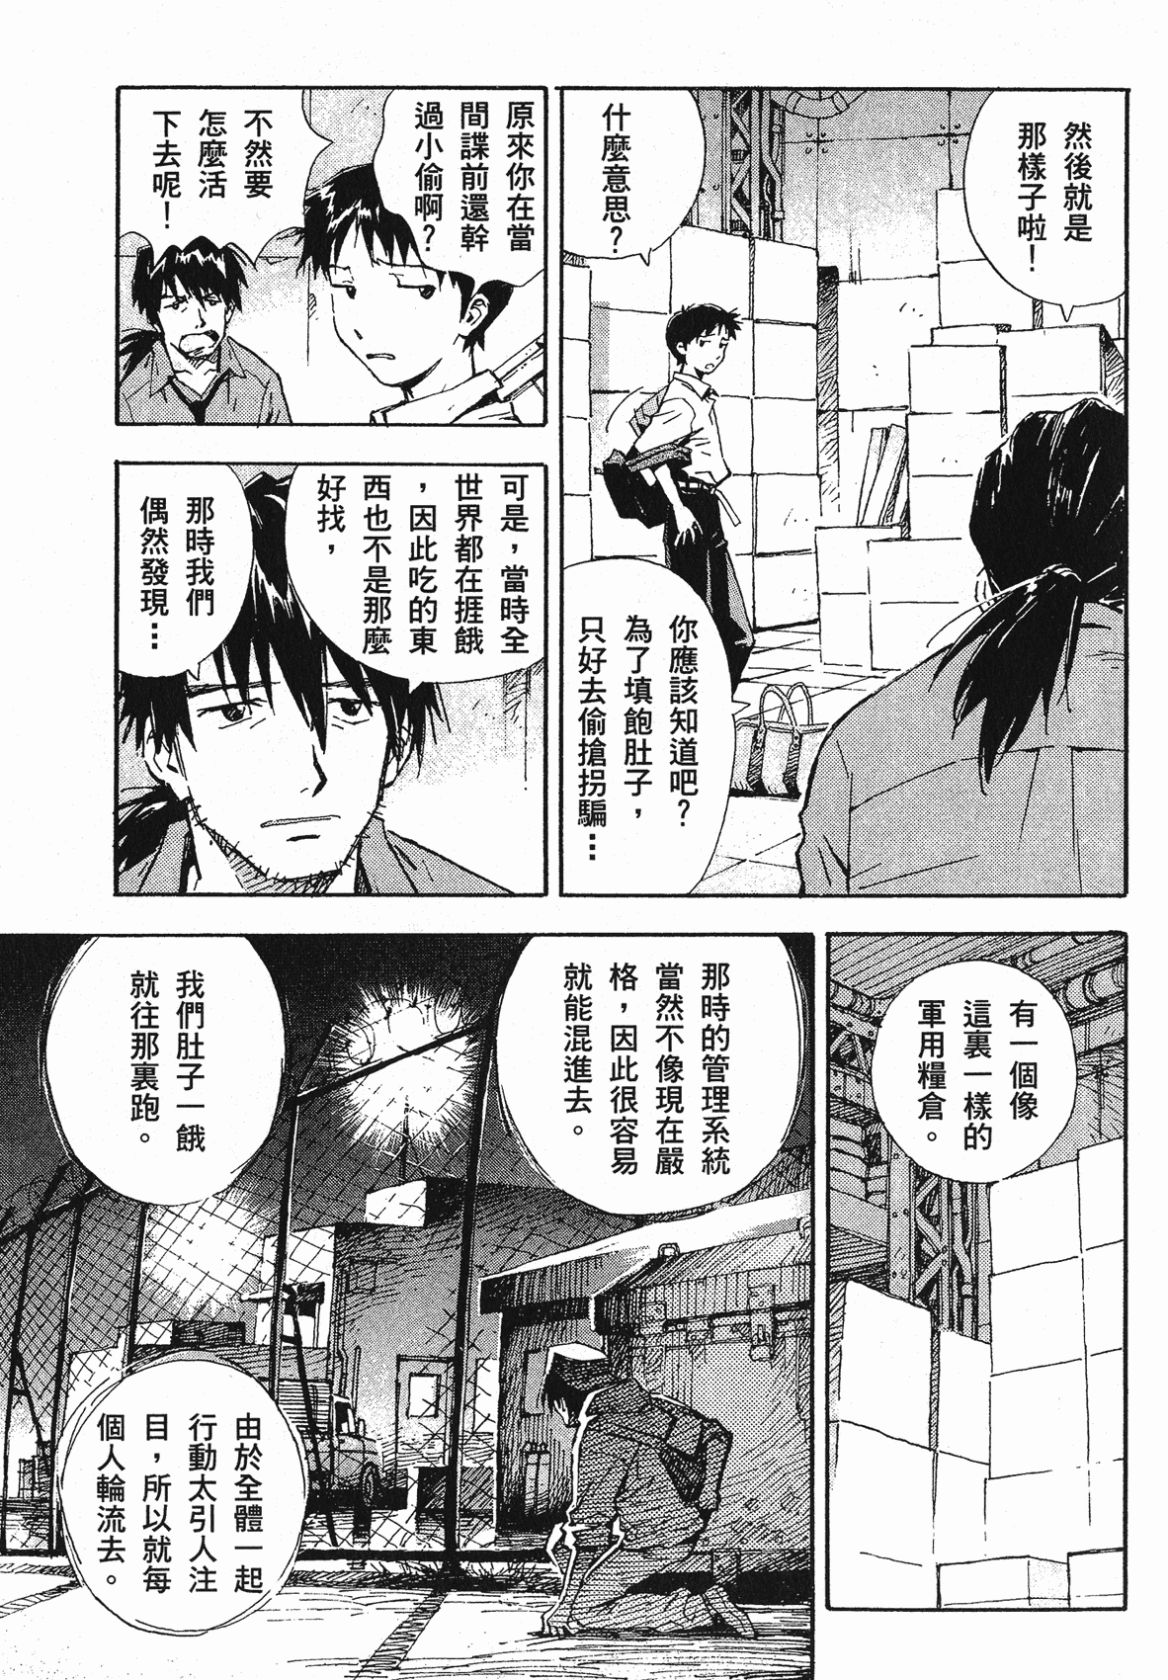 然後就是
那樣子啦！
什麼意思？
你應該知道吧？
為了填飽肚子，
只好去偷搶拐騙…
原來你在當
間諜前還幹
過小偷啊？
不然要
怎麼活
下去呢！
可是，當時全
世界都在捱餓
，因此吃的東
西也不是那麼
好找，
那時我們
偶然發現…
有一個像
這裏一樣的
軍用糧倉。
那時的管理系統
當然不像現在嚴
格，因此很容易
就能混進去。
我們肚子一餓
就往那裏跑。
由於全體一起
行動太引人注
目，所以就每
個人輪流去。